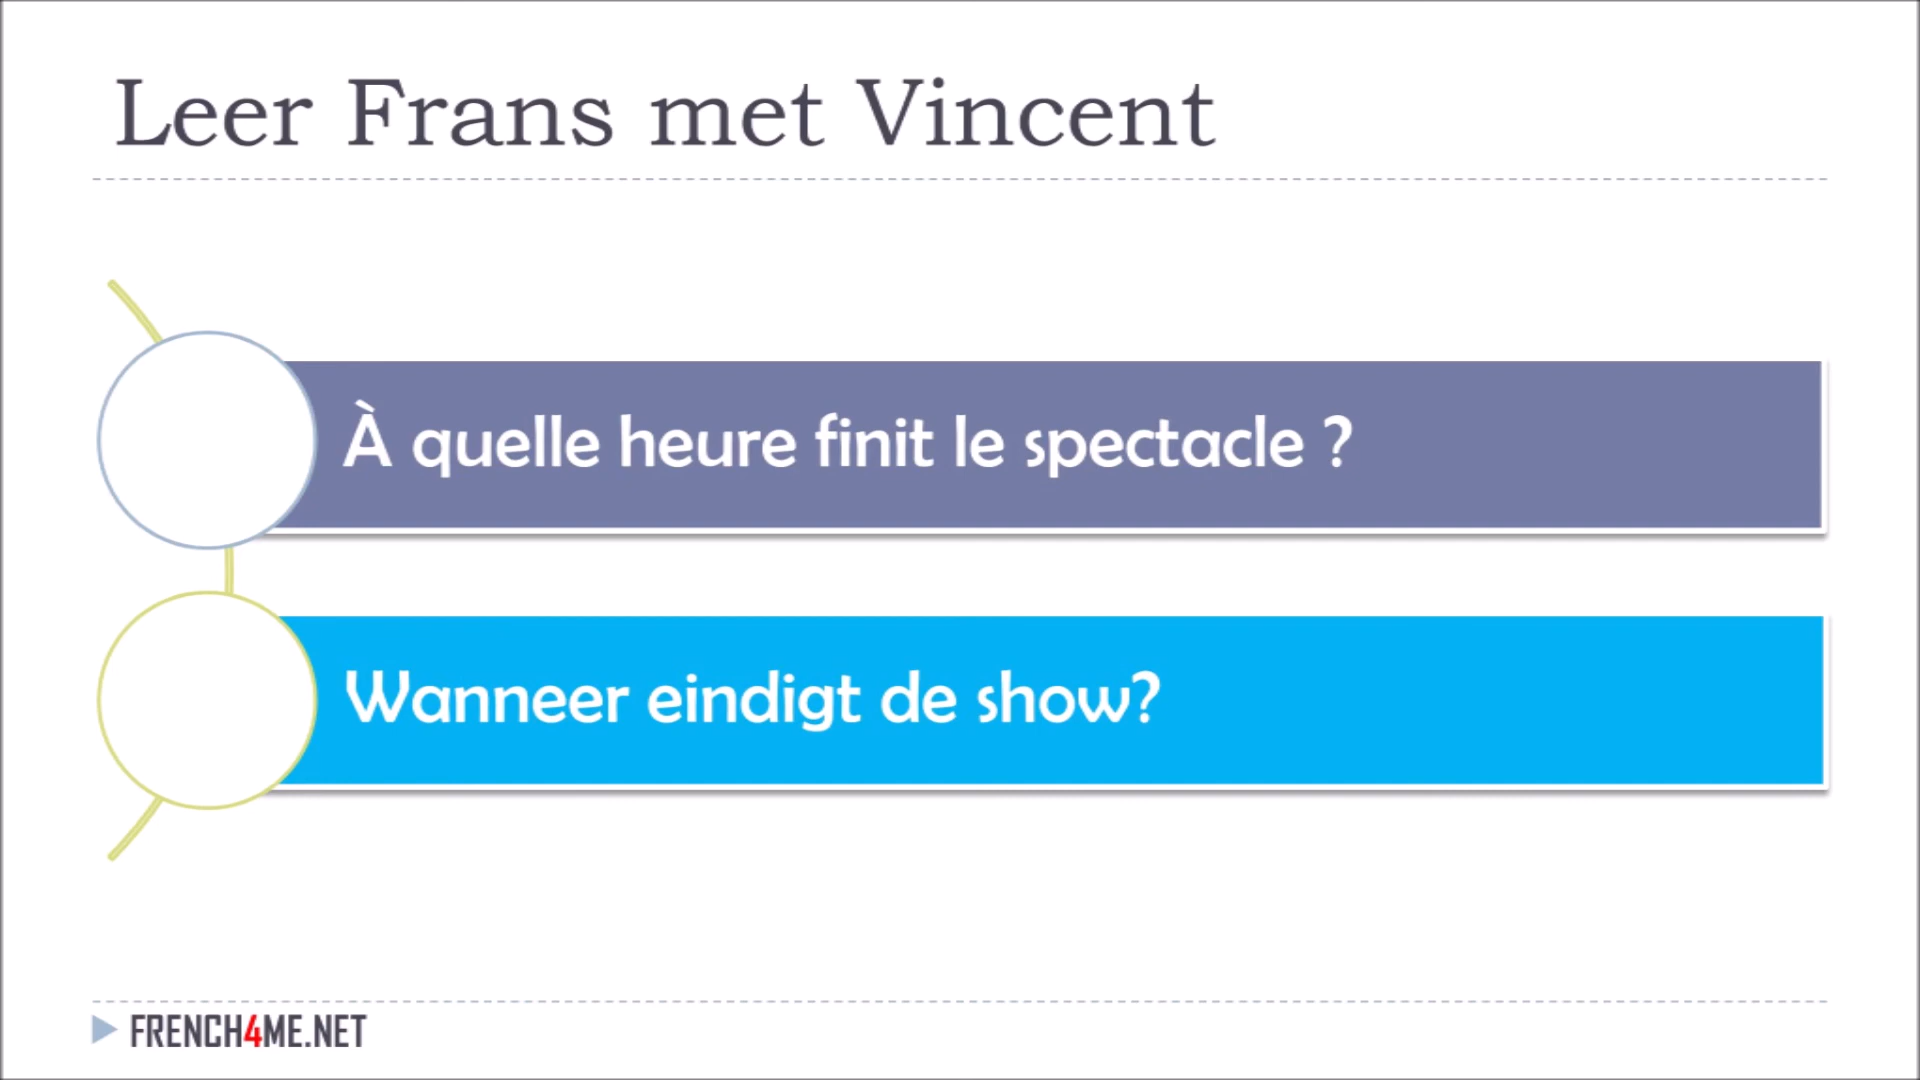 Leer Frans met Vincent
À quelle heure finit le spectacle ?
Wanneer eindigt de show?
FRENCH4ME.NET